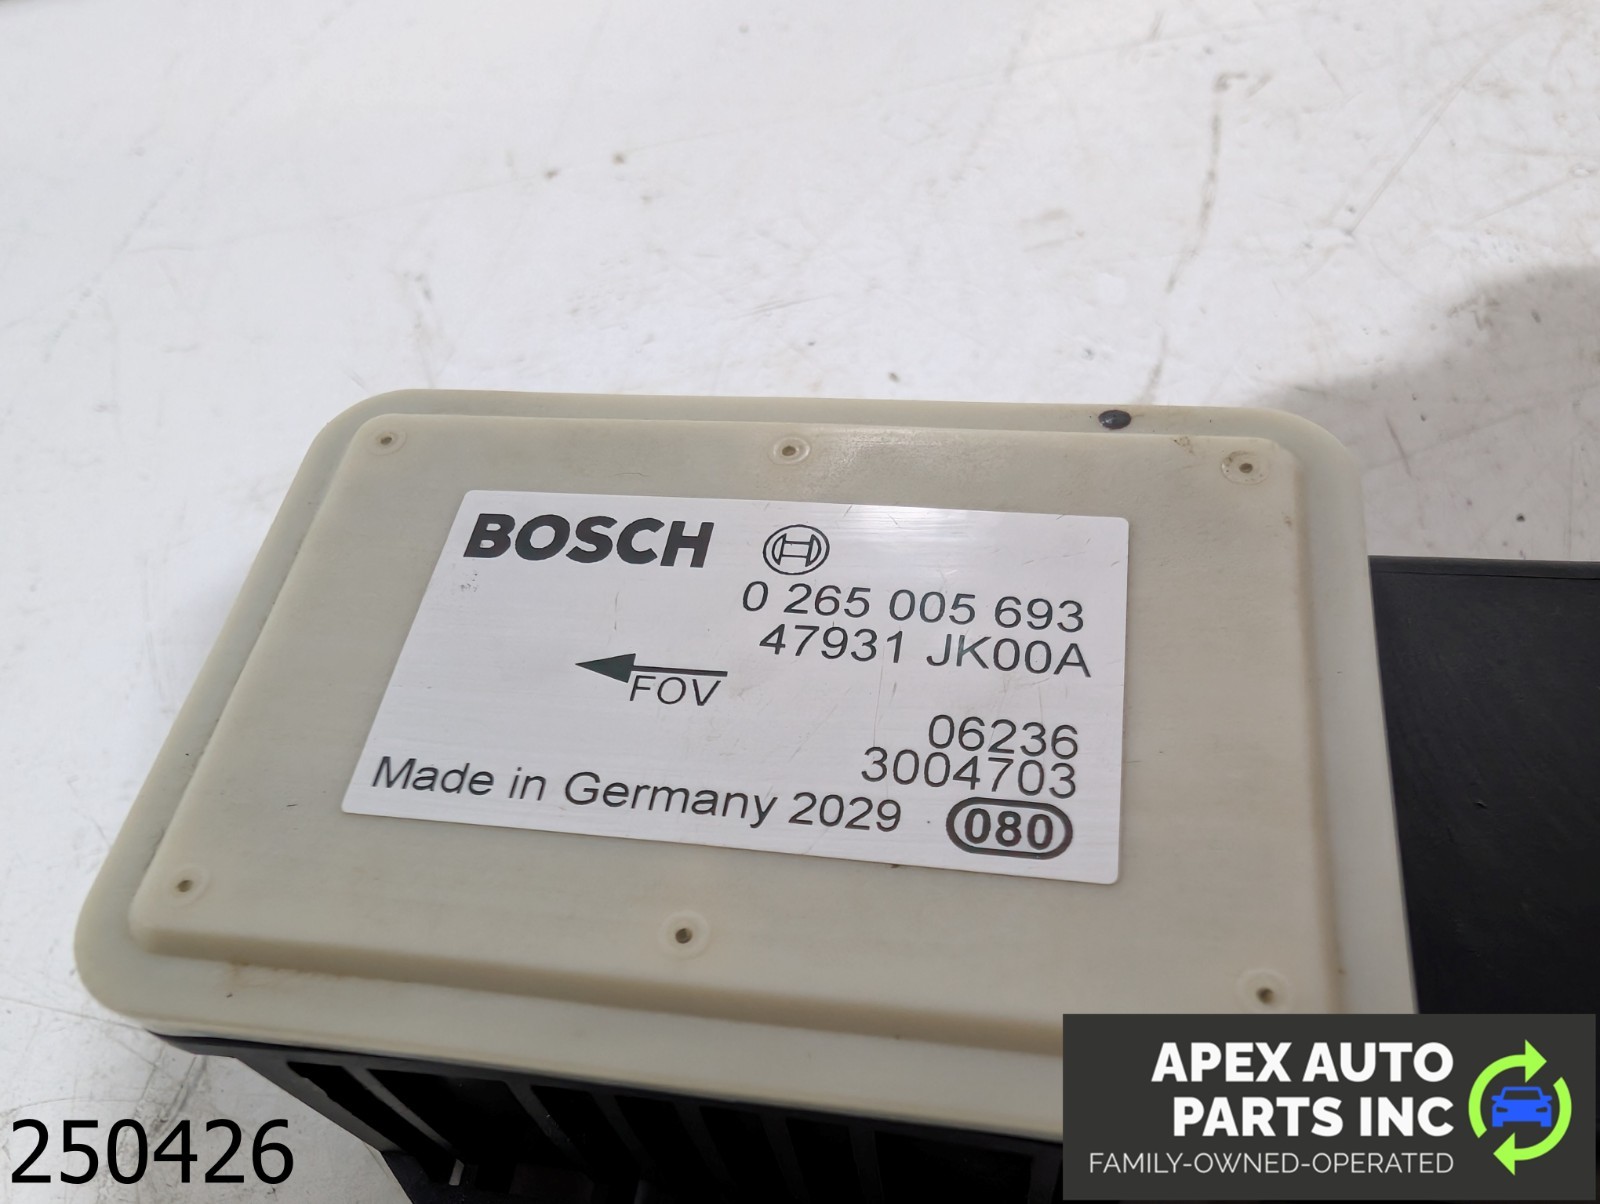 BOSCH
0 265 005 693
47931 JK00A
FOV
06236
3004703
Made in Germany 2029
080
250426
APEX AUTO
PARTS INC
FAMILY-OWNED-OPERATED